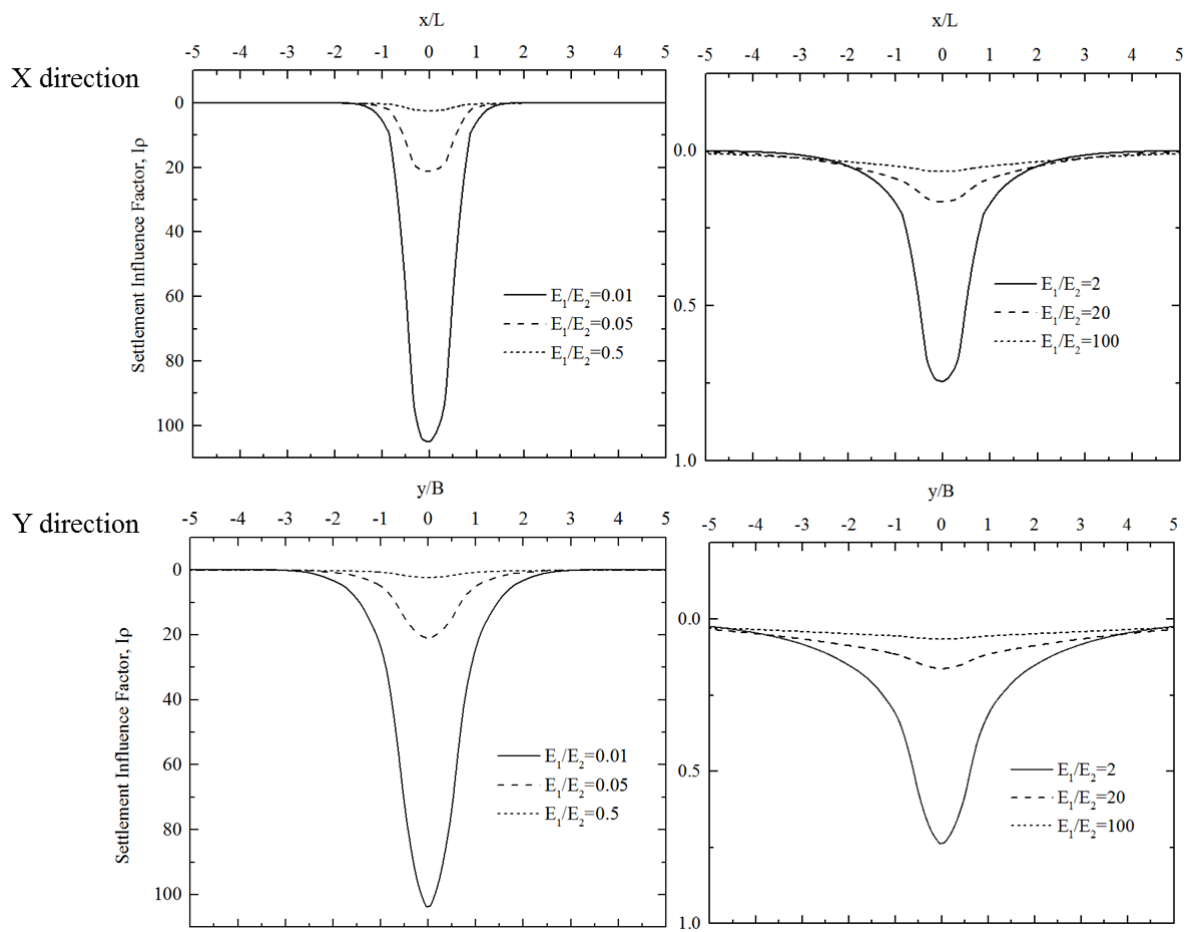 x/L
-5 -4 -3 -2 -1 0 1 2 3 4 5
x/L
-5 -4 -3 -2 -1 0 1 2 3 4 5
X direction
Settlement Influence Factor, Iρ
0
20
40
60
80
100
E₁/E₂=0.01
E₁/E₂=0.05
E₁/E₂=0.5
0.0
0.5
1.0
E₁/E₂=2
E₁/E₂=20
E₁/E₂=100
Y direction
y/B
-5 -4 -3 -2 -1 0 1 2 3 4 5
y/B
-5 -4 -3 -2 -1 0 1 2 3 4 5
Settlement Influence Factor, Iρ
0
20
40
60
80
100
E₁/E₂=0.01
E₁/E₂=0.05
E₁/E₂=0.5
0.0
0.5
1.0
E₁/E₂=2
E₁/E₂=20
E₁/E₂=100